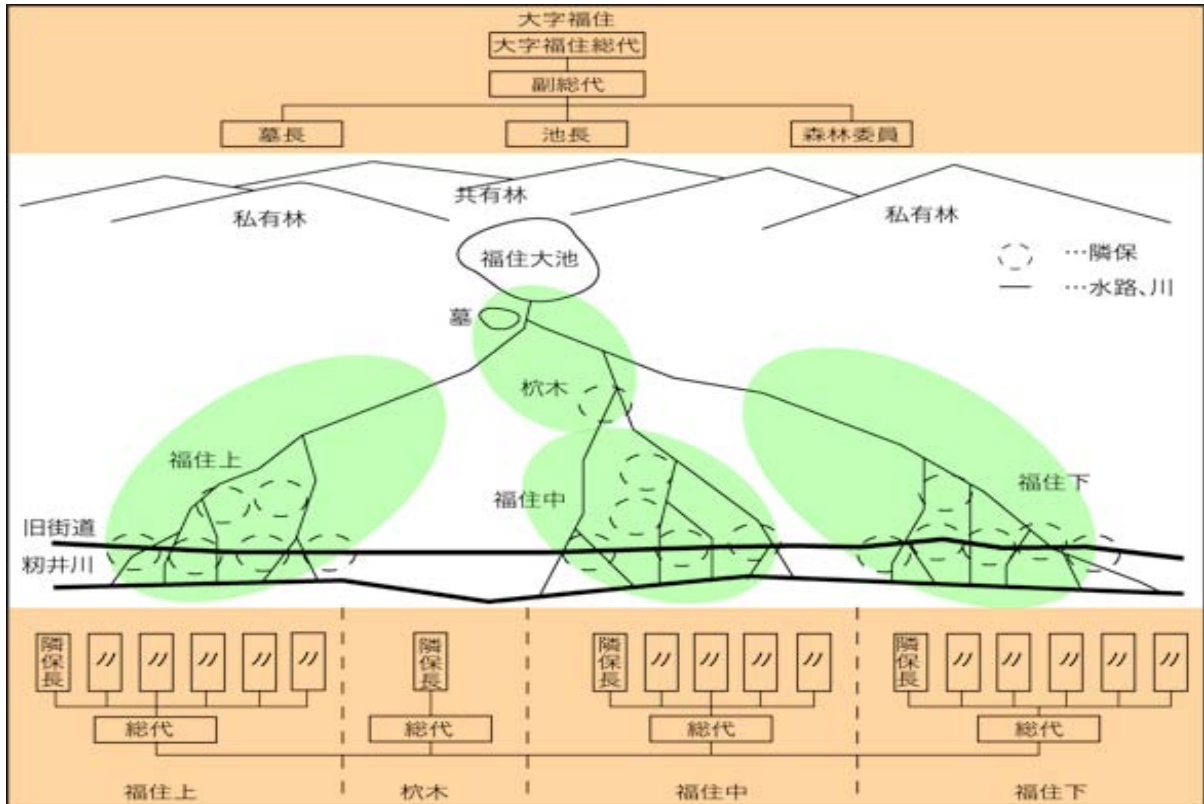 大字福住
大字福住総代
副総代
墓長
池長
森林委員
共有林
私有林
私有林
福住大池
…隣保
…水路、川
墓
杭木
福住上
福住中
福住下
旧街道
籾井川
隣保長 〃 〃 〃 〃 〃
隣保長
隣保長 〃 〃 〃 〃
隣保長 〃 〃 〃 〃 〃
総代
総代
総代
総代
福住上
杭木
福住中
福住下